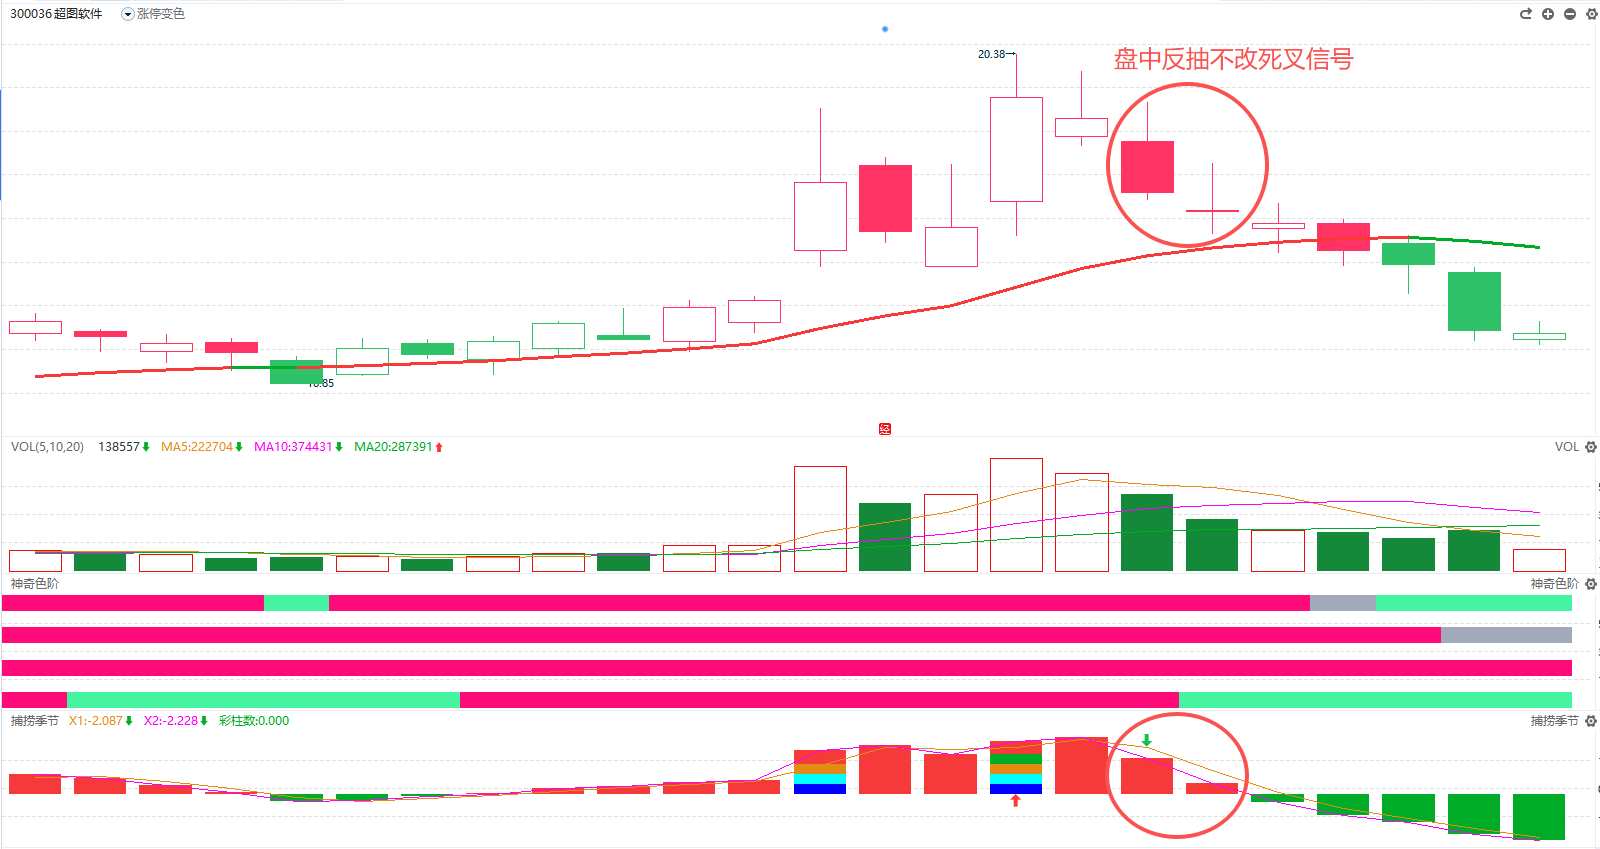 300036 超图软件 涨停变色
20.38
盘中反抽不改死叉信号
经
VOL(5,10,20) 138557 MA5:222704 MA10:374431 MA20:287391 VOL
神奇色阶 神奇色阶
捕捞季节 X1:-2.087 X2:-2.228 彩柱数:0.000 捕捞季节